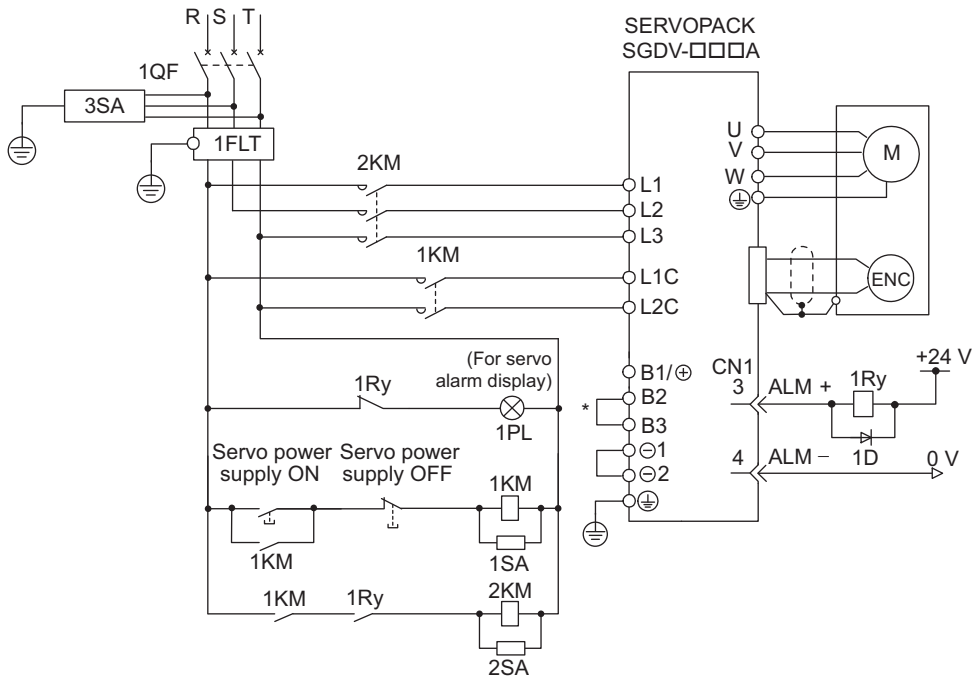 R S T
SERVOPACK
SGDV-□□□A
1QF
3SA
1FLT
2KM
L1
L2
L3
1KM
L1C
L2C
U
V
W
M
ENC
(For servo
alarm display)
1Ry
1PL
B1/⊕
B2
*
B3
⊖1
⊖2
CN1
3 ALM +
1Ry
+24 V
1D
4 ALM −
0 V
Servo power
supply ON
Servo power
supply OFF
1KM
1KM
1SA
1KM
1Ry
2KM
2SA